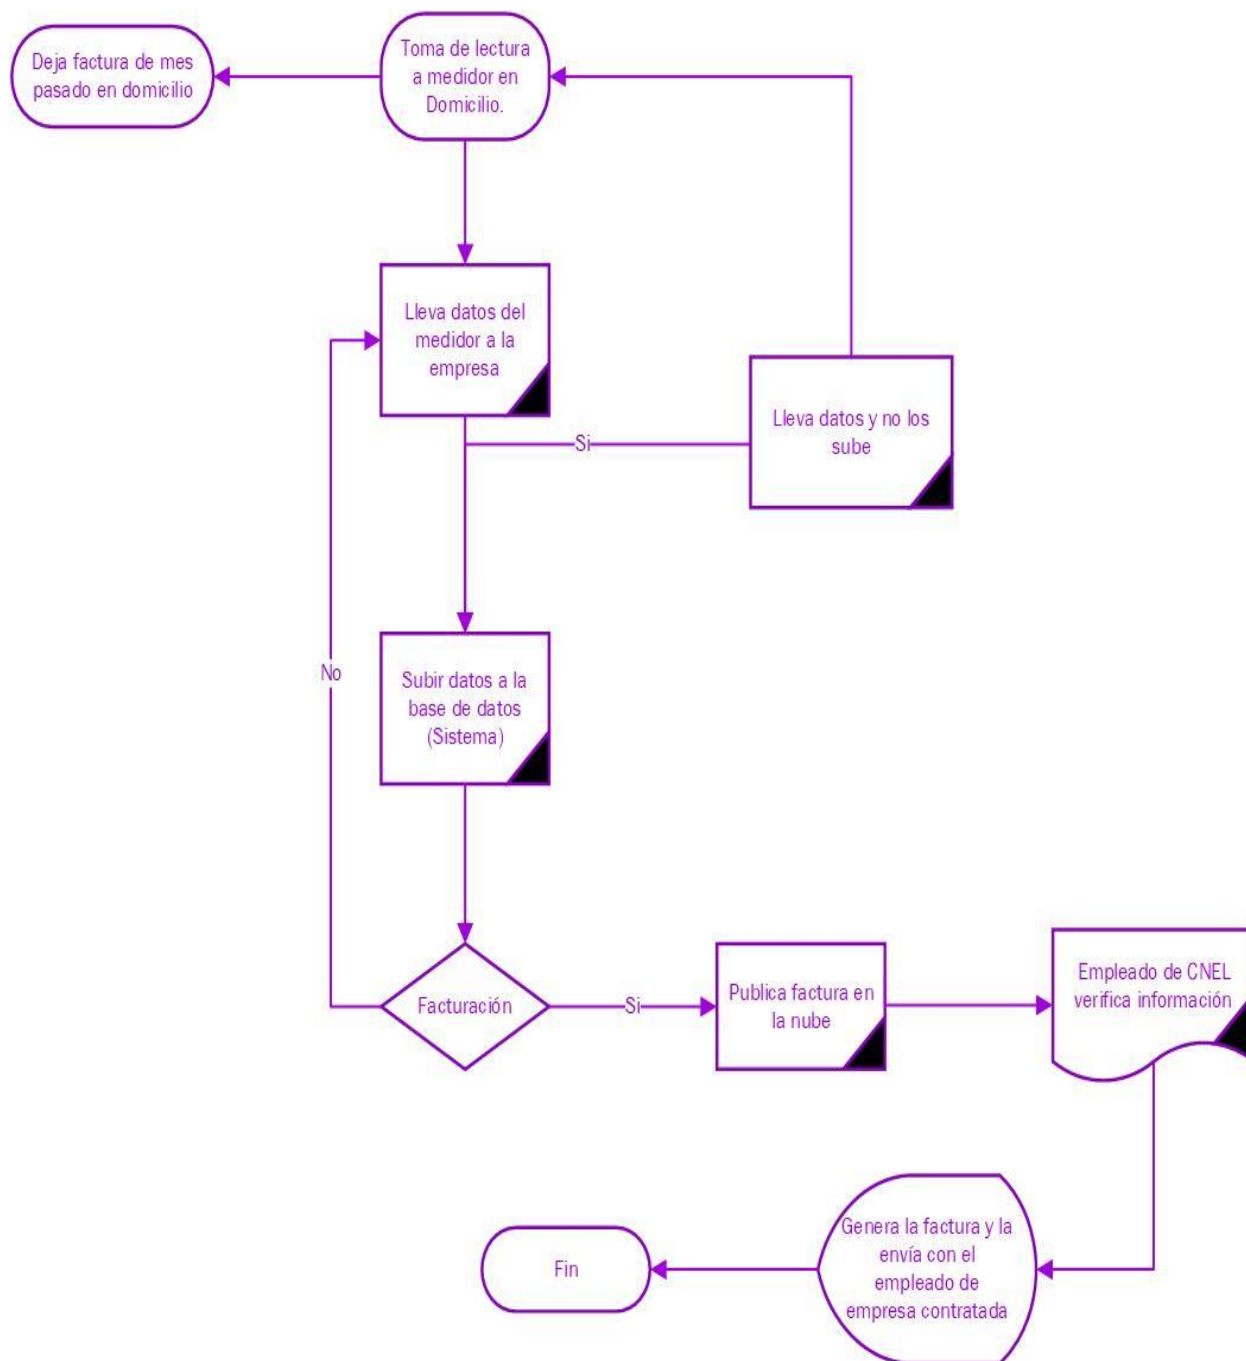 Deja factura de mes
pasado en domicilio
Toma de lectura
a medidor en
Domicilio.
Lleva datos del
medidor a la
empresa
Si
Lleva datos y no los
sube
No
Subir datos a la
base de datos
(Sistema)
Facturación
Si
Publica factura en
la nube
Empleado de CNEL
verifica información
Genera la factura y la
envía con el
empleado de
empresa contratada
Fin